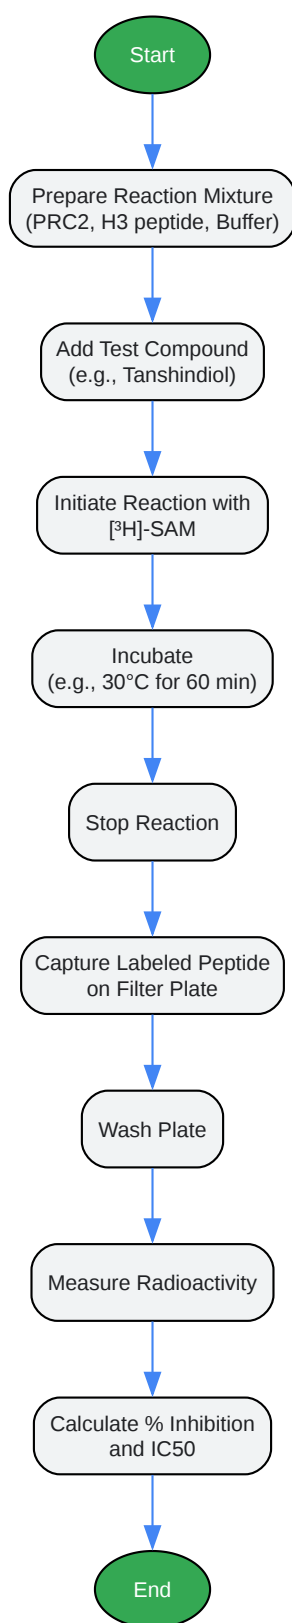 Start
Prepare Reaction Mixture
(PRC2, H3 peptide, Buffer)
Add Test Compound
(e.g., Tanshindiol)
Initiate Reaction with
[³H]-SAM
Incubate
(e.g., 30°C for 60 min)
Stop Reaction
Capture Labeled Peptide
on Filter Plate
Wash Plate
Measure Radioactivity
Calculate % Inhibition
and IC50
End